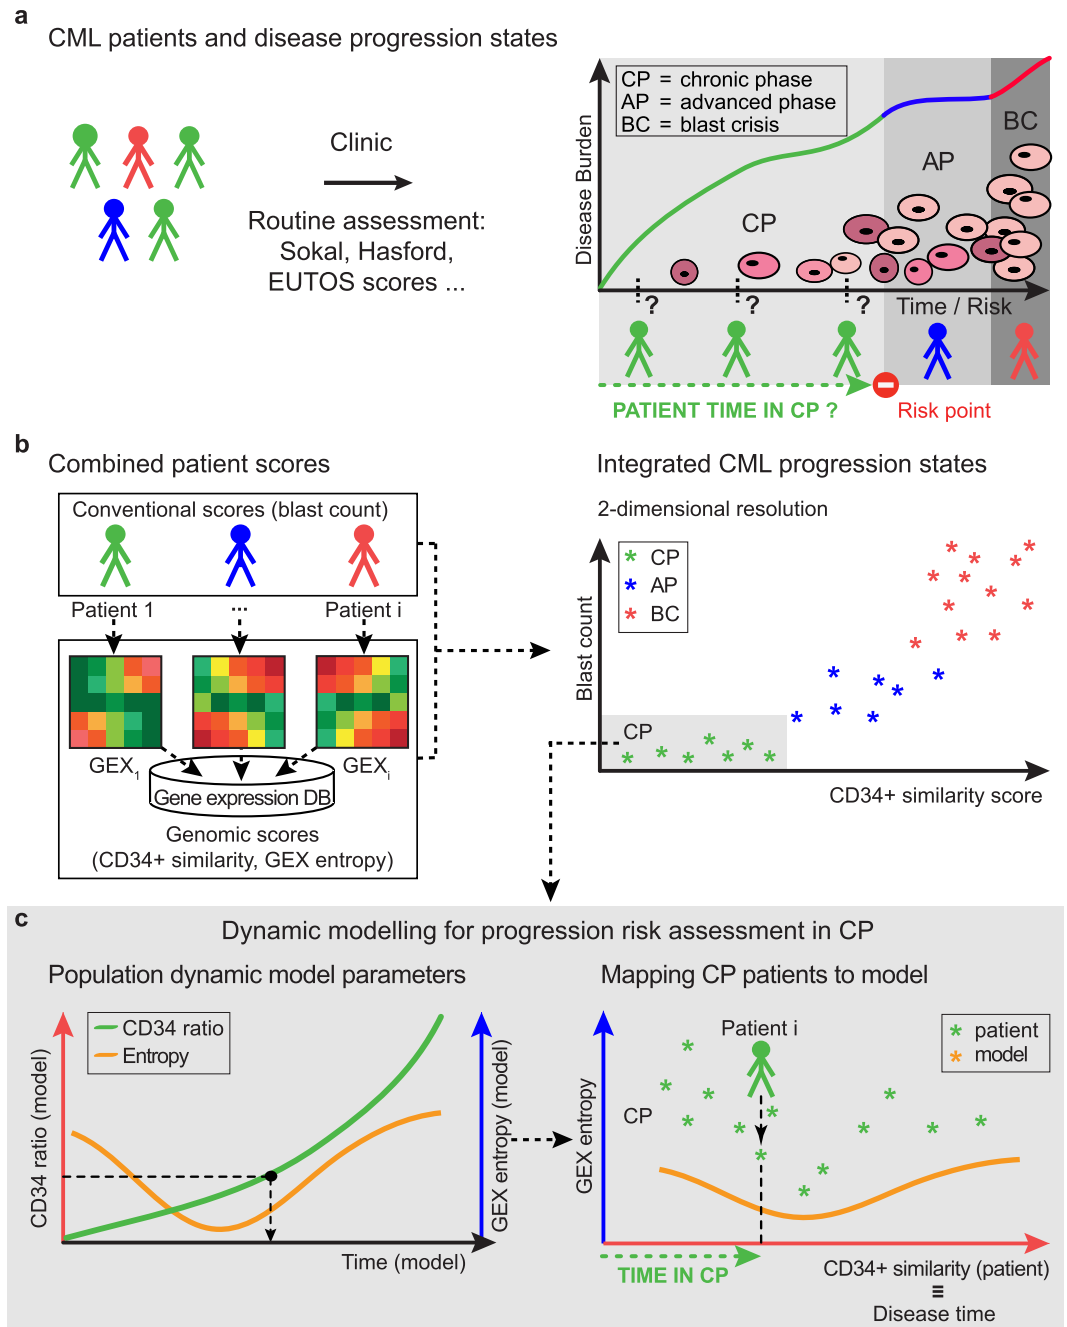 a
CML patients and disease progression states
Clinic
Routine assessment:
Sokal, Hasford,
EUTOS scores ...
CP = chronic phase
AP = advanced phase
BC = blast crisis
Disease Burden
CP
AP
BC
? ? ?
Time / Risk
PATIENT TIME IN CP ?
Risk point
b
Combined patient scores
Conventional scores (blast count)
Patient 1 ... Patient i
GEX1
GEXi
Gene expression DB
Genomic scores
(CD34+ similarity, GEX entropy)
Integrated CML progression states
2-dimensional resolution
* CP
* AP
* BC
Blast count
CP
CD34+ similarity score
c
Dynamic modelling for progression risk assessment in CP
Population dynamic model parameters
CD34 ratio
Entropy
CD34 ratio (model)
GEX entropy (model)
Time (model)
Mapping CP patients to model
Patient i
* patient
* model
CP
GEX entropy
TIME IN CP
CD34+ similarity (patient)
≡
Disease time